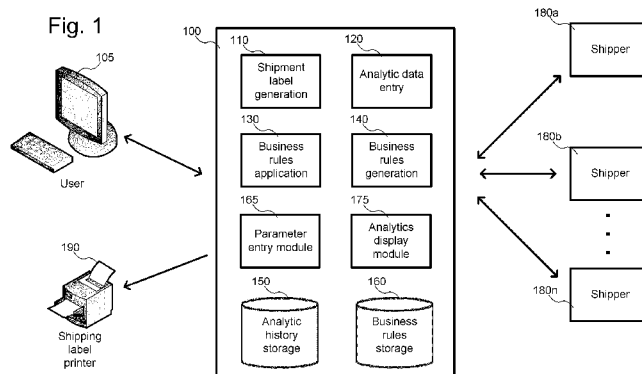 Fig. 1
105
User
190
Shipping
label
printer
100
110
Shipment
label
generation
120
Analytic data
entry
130
Business
rules
application
140
Business
rules
generation
165
Parameter
entry module
175
Analytics
display
module
150
Analytic
history
storage
160
Business
rules
storage
180a
Shipper
180b
Shipper
180n
Shipper